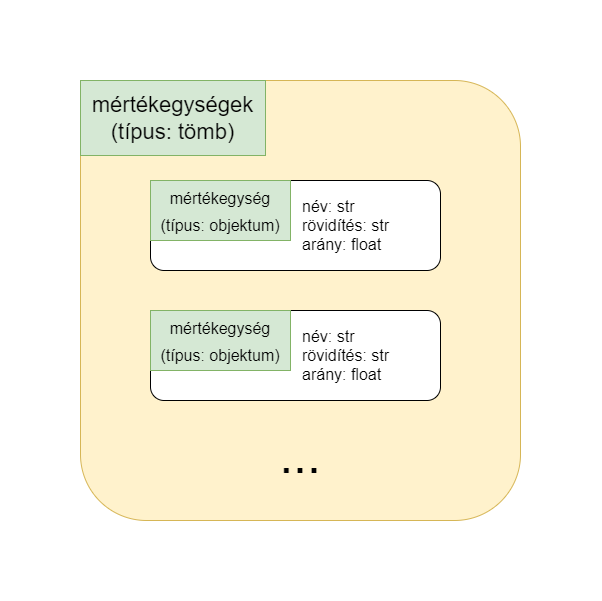 mértékegységek
(típus: tömb)
mértékegység
(típus: objektum)
név: str
rövidítés: str
arány: float
mértékegység
(típus: objektum)
név: str
rövidítés: str
arány: float
...